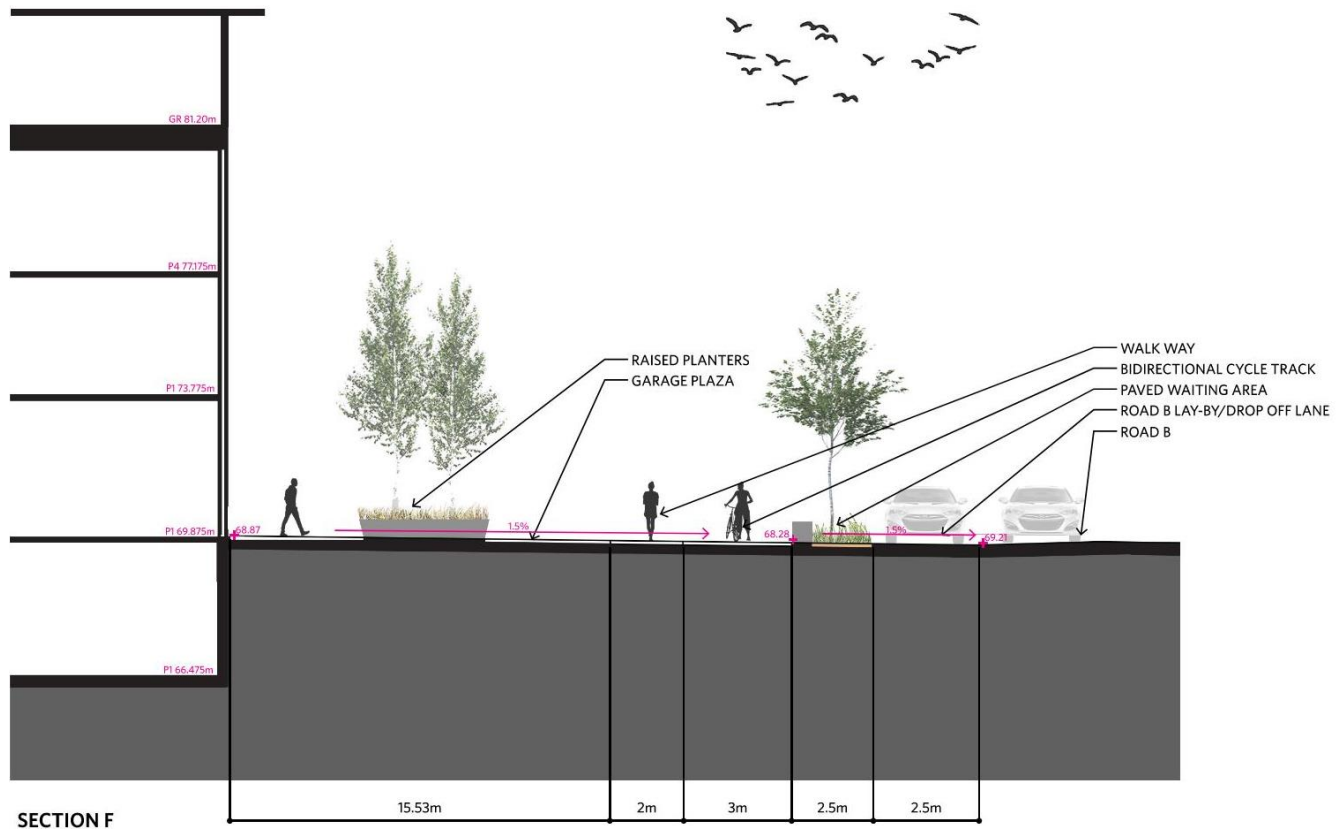 GR 81.20m
P4 77.175m
P1 73.775m
RAISED PLANTERS
GARAGE PLAZA
WALK WAY
BIDIRECTIONAL CYCLE TRACK
PAVED WAITING AREA
ROAD B LAY-BY/DROP OFF LANE
ROAD B
P1 69.875m
68.87
1.5%
68.28
1.5%
69.21
P1 66.475m
15.53m
2m
3m
2.5m
2.5m
SECTION F